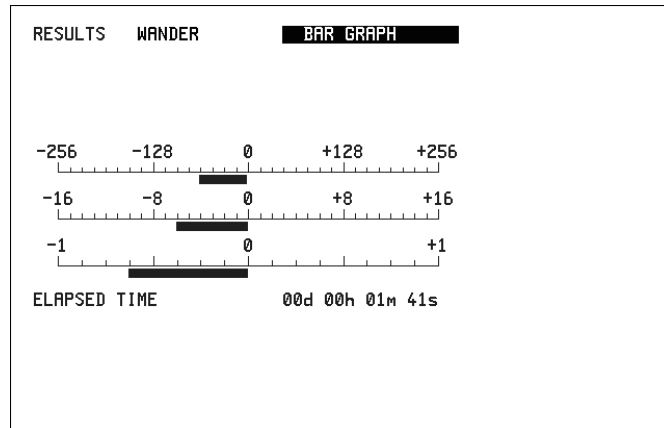 RESULTS WANDER BAR GRAPH
-256 -128 0 +128 +256
-16 -8 0 +8 +16
-1 0 +1
ELAPSED TIME 00d 00h 01m 41s